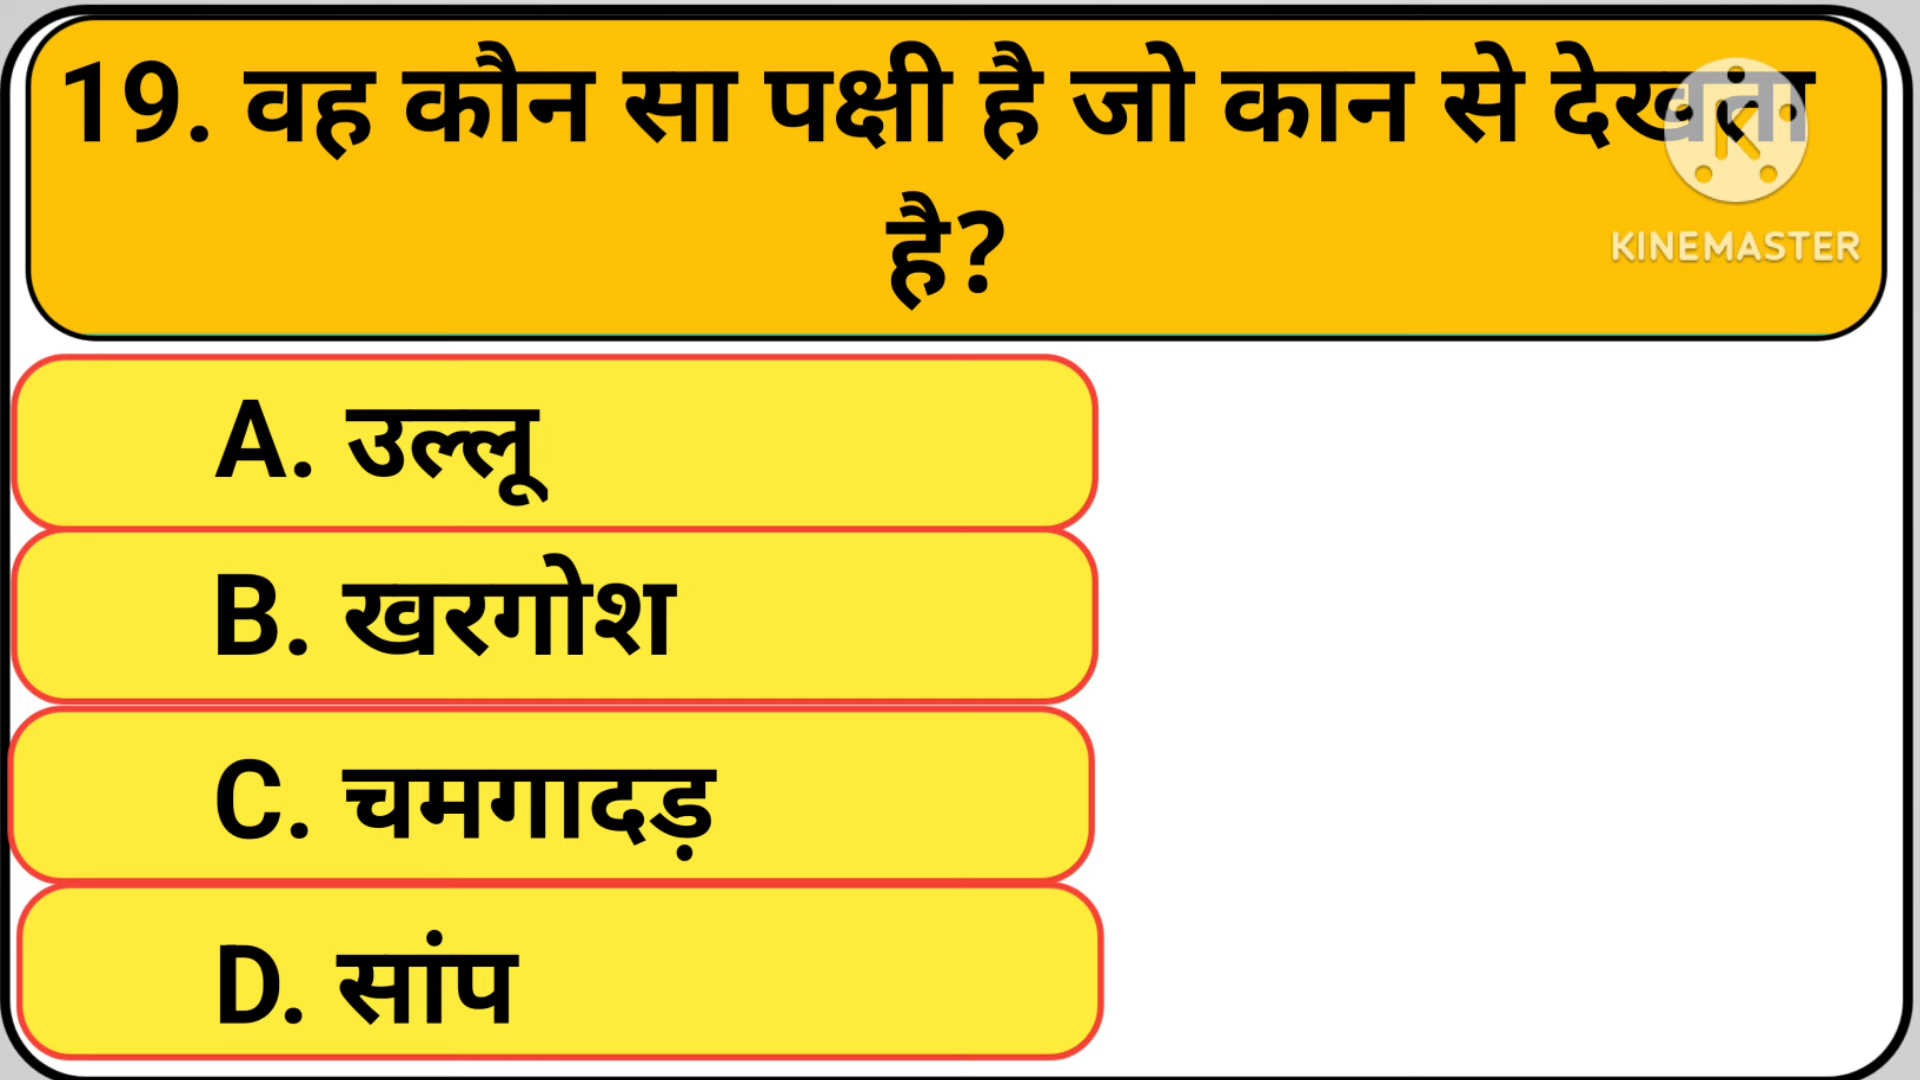 19. वह कौन सा पक्षी है जो कान से देखता
है?
KINEMASTER
A. उल्लू
B. खरगोश
C. चमगादड़
D. सांप